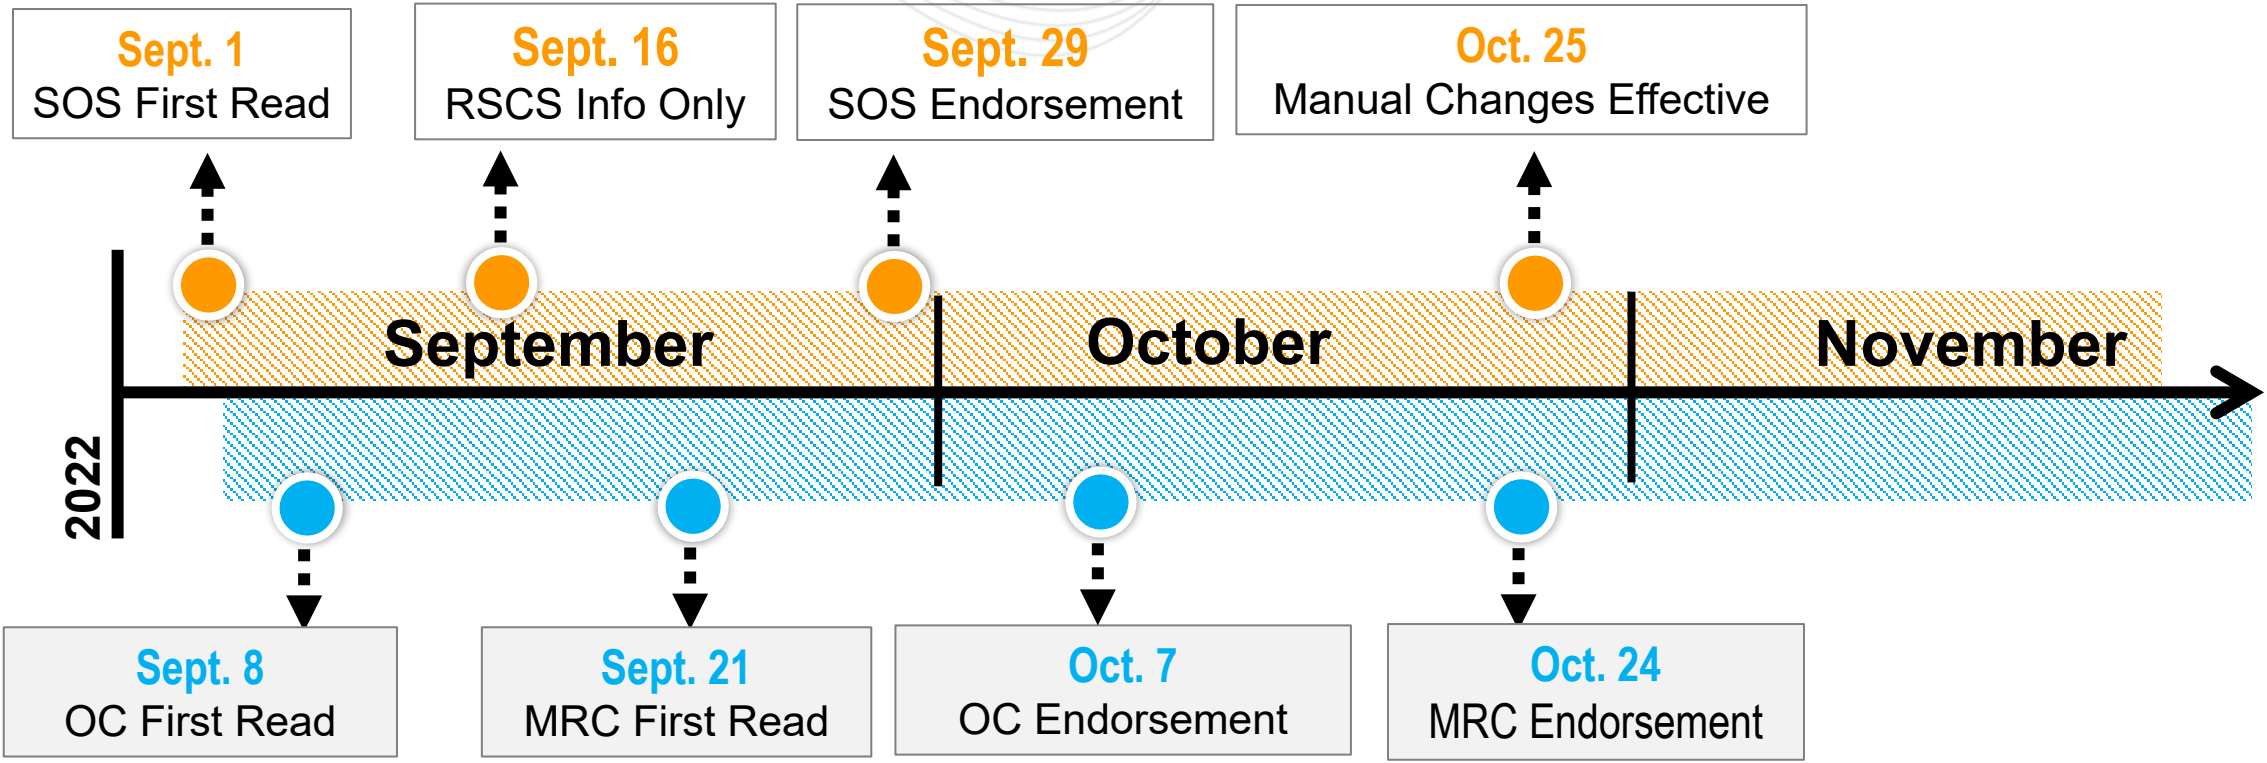 Sept. 1
SOS First Read
Sept. 16
RSCS Info Only
Sept. 29
SOS Endorsement
Oct. 25
Manual Changes Effective
September
October
November
2022
Sept. 8
OC First Read
Sept. 21
MRC First Read
Oct. 7
OC Endorsement
Oct. 24
MRC Endorsement